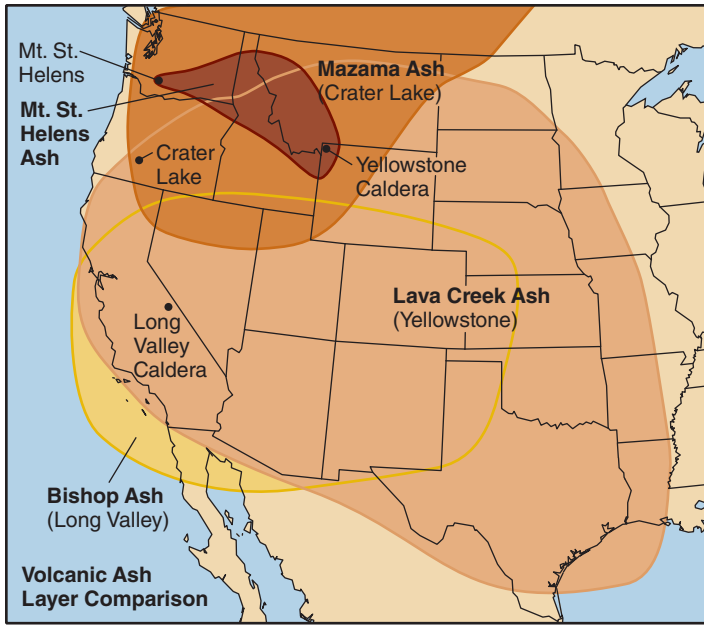 Mt. St.
Helens
Mt. St.
Helens
Ash
Mazama Ash
(Crater Lake)
Crater
Lake
Yellowstone
Caldera
Lava Creek Ash
(Yellowstone)
Long
Valley
Caldera
Bishop Ash
(Long Valley)
Volcanic Ash
Layer Comparison